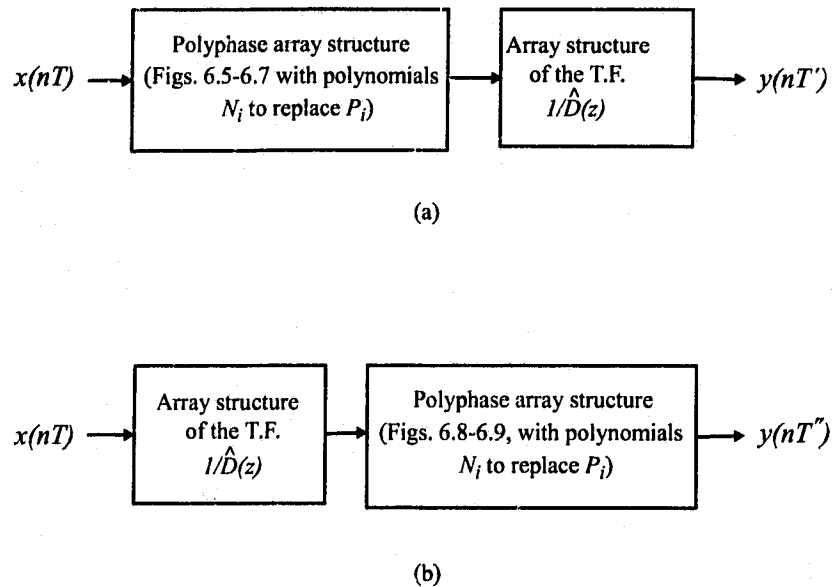 x(nT)
Polyphase array structure
(Figs. 6.5-6.7 with polynomials
N_i to replace P_i)
Array structure
of the T.F.
1/D̂(z)
y(nT')
(a)
x(nT)
Array structure
of the T.F.
1/D̂(z)
Polyphase array structure
(Figs. 6.8-6.9, with polynomials
N_i to replace P_i)
y(nT")
(b)